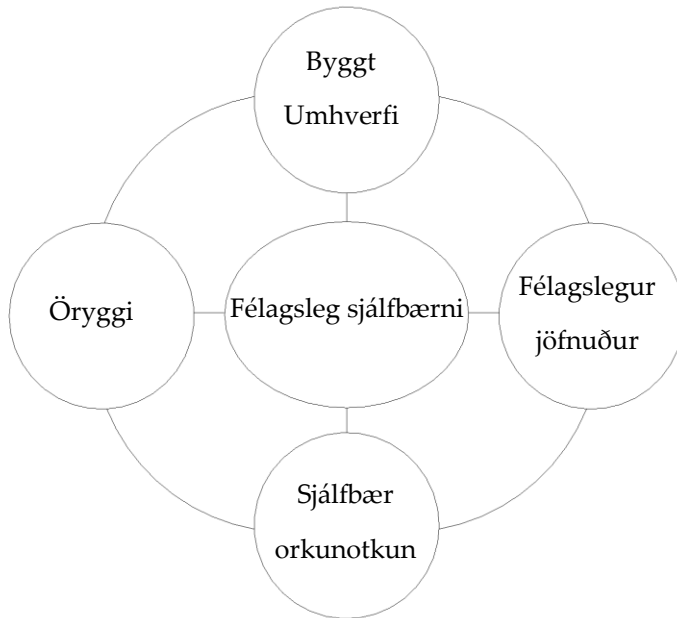 Byggt
Umhverfi
Öryggi
Félagsleg sjálfbærni
Félagslegur
jöfnuður
Sjálfbær
orkunotkun